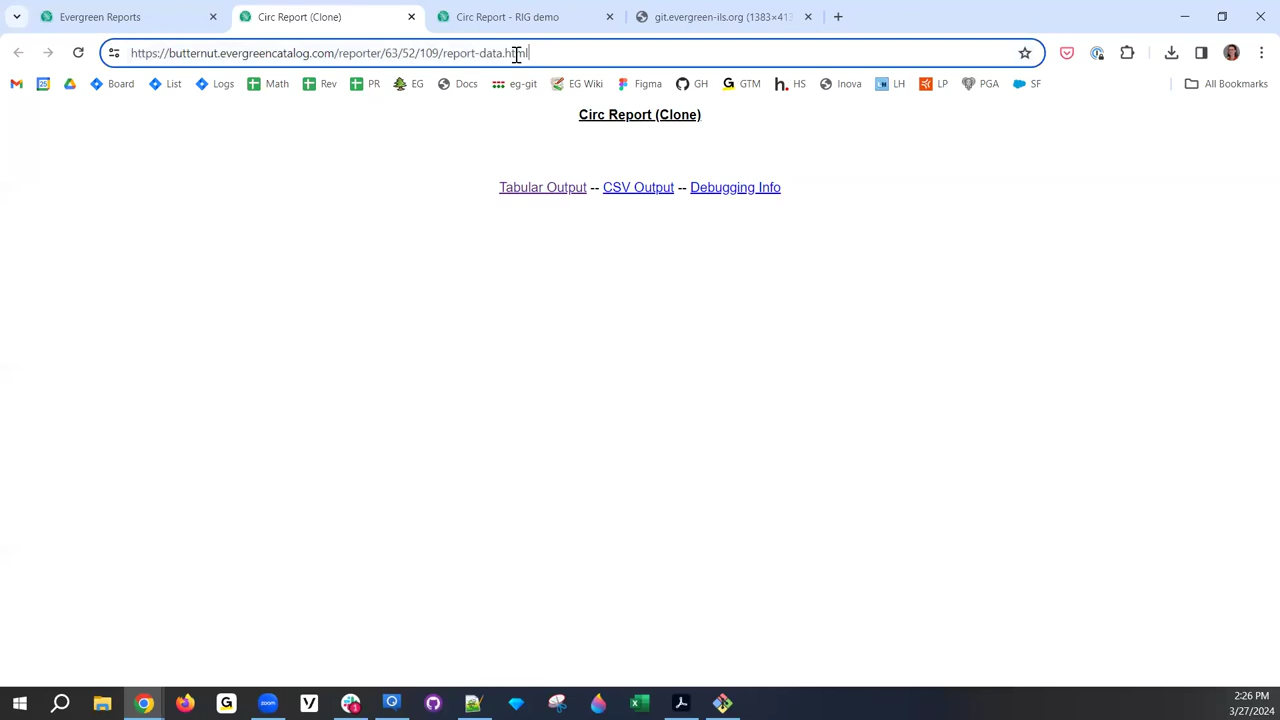 Evergreen Reports
Circ Report (Clone)
Circ Report - RIG demo
git.evergreen-ils.org (1383×413
https://butternut.evergreencatalog.com/reporter/63/52/109/report-data.html
Board
List
Logs
Math
Rev
PR
EG
Docs
eg-git
EG Wiki
Figma
GH
GTM
HS
Inova
LH
LP
PGA
SF
All Bookmarks
Circ Report (Clone)
Tabular Output -- CSV Output -- Debugging Info
zoom
2:26 PM
3/27/2024